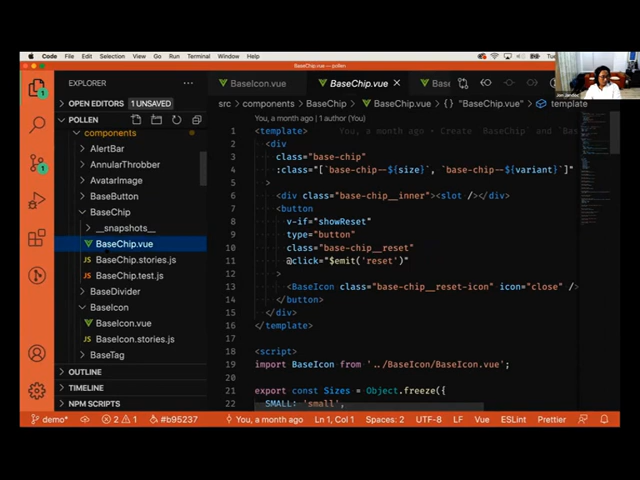 Code File Edit Selection View Go Run Terminal Window Help
BaseChip.vue — pollen
EXPLORER
BaseIcon.vue
BaseChip.vue
OPEN EDITORS 1 UNSAVED
src > components > BaseChip > BaseChip.vue > {} "BaseChip.vue" > template
POLLEN
You, a month ago | 1 author (You)
components
AlertBar
AnnularThrobber
AvatarImage
BaseButton
BaseChip
__snapshots__
BaseChip.vue
BaseChip.stories.js
BaseChip.test.js
BaseDivider
BaseIcon
BaseIcon.vue
BaseIcon.stories.js
BaseTag
OUTLINE
TIMELINE
NPM SCRIPTS
1 <template> You, a month ago • Create `BaseChip` and
2 <div
3 class="base-chip"
4 :class="[`base-chip--${size}`, `base-chip--${variant}`]"
5 >
6 <div class="base-chip__inner"><slot /></div>
7 <button
8 v-if="showReset"
9 type="button"
10 class="base-chip__reset"
11 @click="$emit('reset')"
12 >
13 <BaseIcon class="base-chip__reset-icon" icon="close" />
14 </button>
15 </div>
16 </template>
17
18 <script>
19 import BaseIcon from '../BaseIcon/BaseIcon.vue';
20
21 export const Sizes = Object.freeze({
22 SMALL: 'small',
demo* 2 1 #b95237 You, a month ago Ln 1, Col 1 Spaces: 2 UTF-8 LF Vue ESLint Prettier